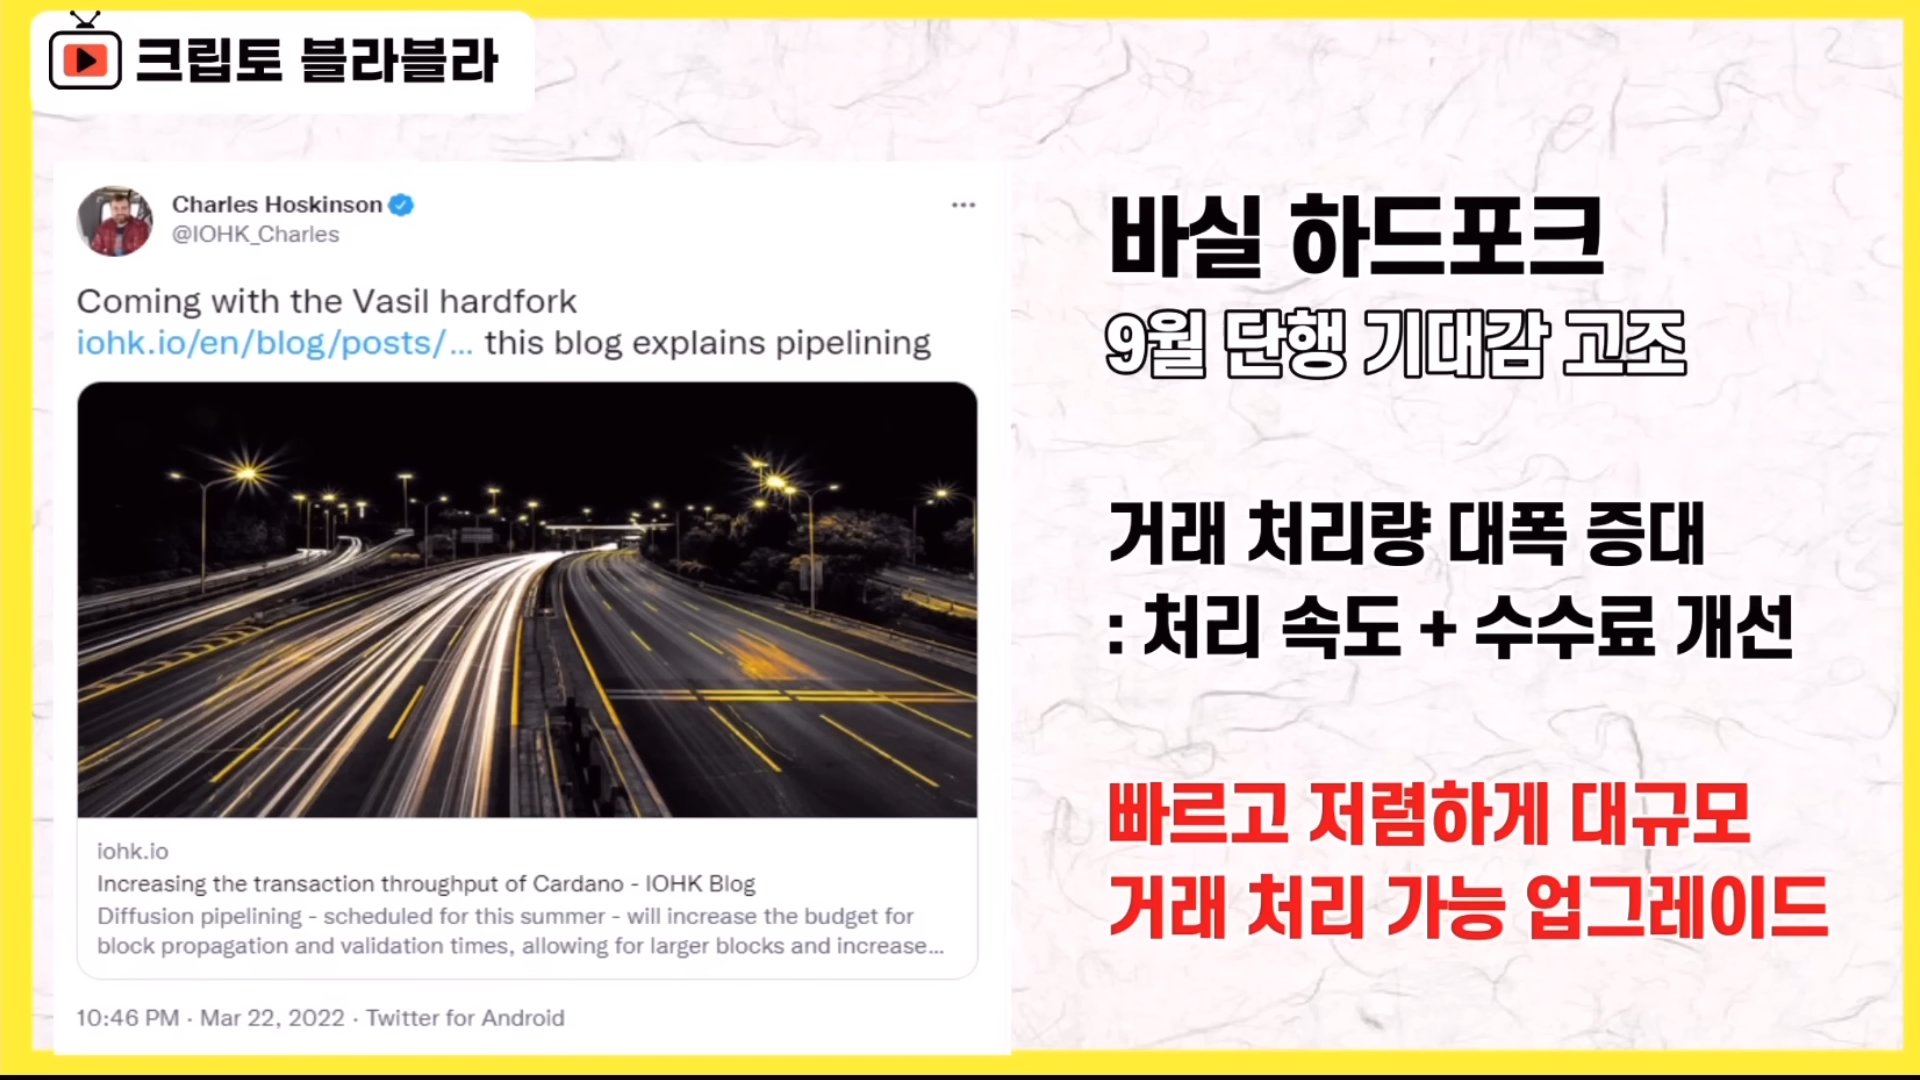 크립토 블라블라
Charles Hoskinson
@IOHK_Charles
Coming with the Vasil hardfork
iohk.io/en/blog/posts/... this blog explains pipelining
iohk.io
Increasing the transaction throughput of Cardano - IOHK Blog
Diffusion pipelining - scheduled for this summer - will increase the budget for
block propagation and validation times, allowing for larger blocks and increase...
10:46 PM · Mar 22, 2022 · Twitter for Android
바실 하드포크
9월 단행 기대감 고조
거래 처리량 대폭 증대
: 처리 속도 + 수수료 개선
빠르고 저렴하게 대규모
거래 처리 가능 업그레이드